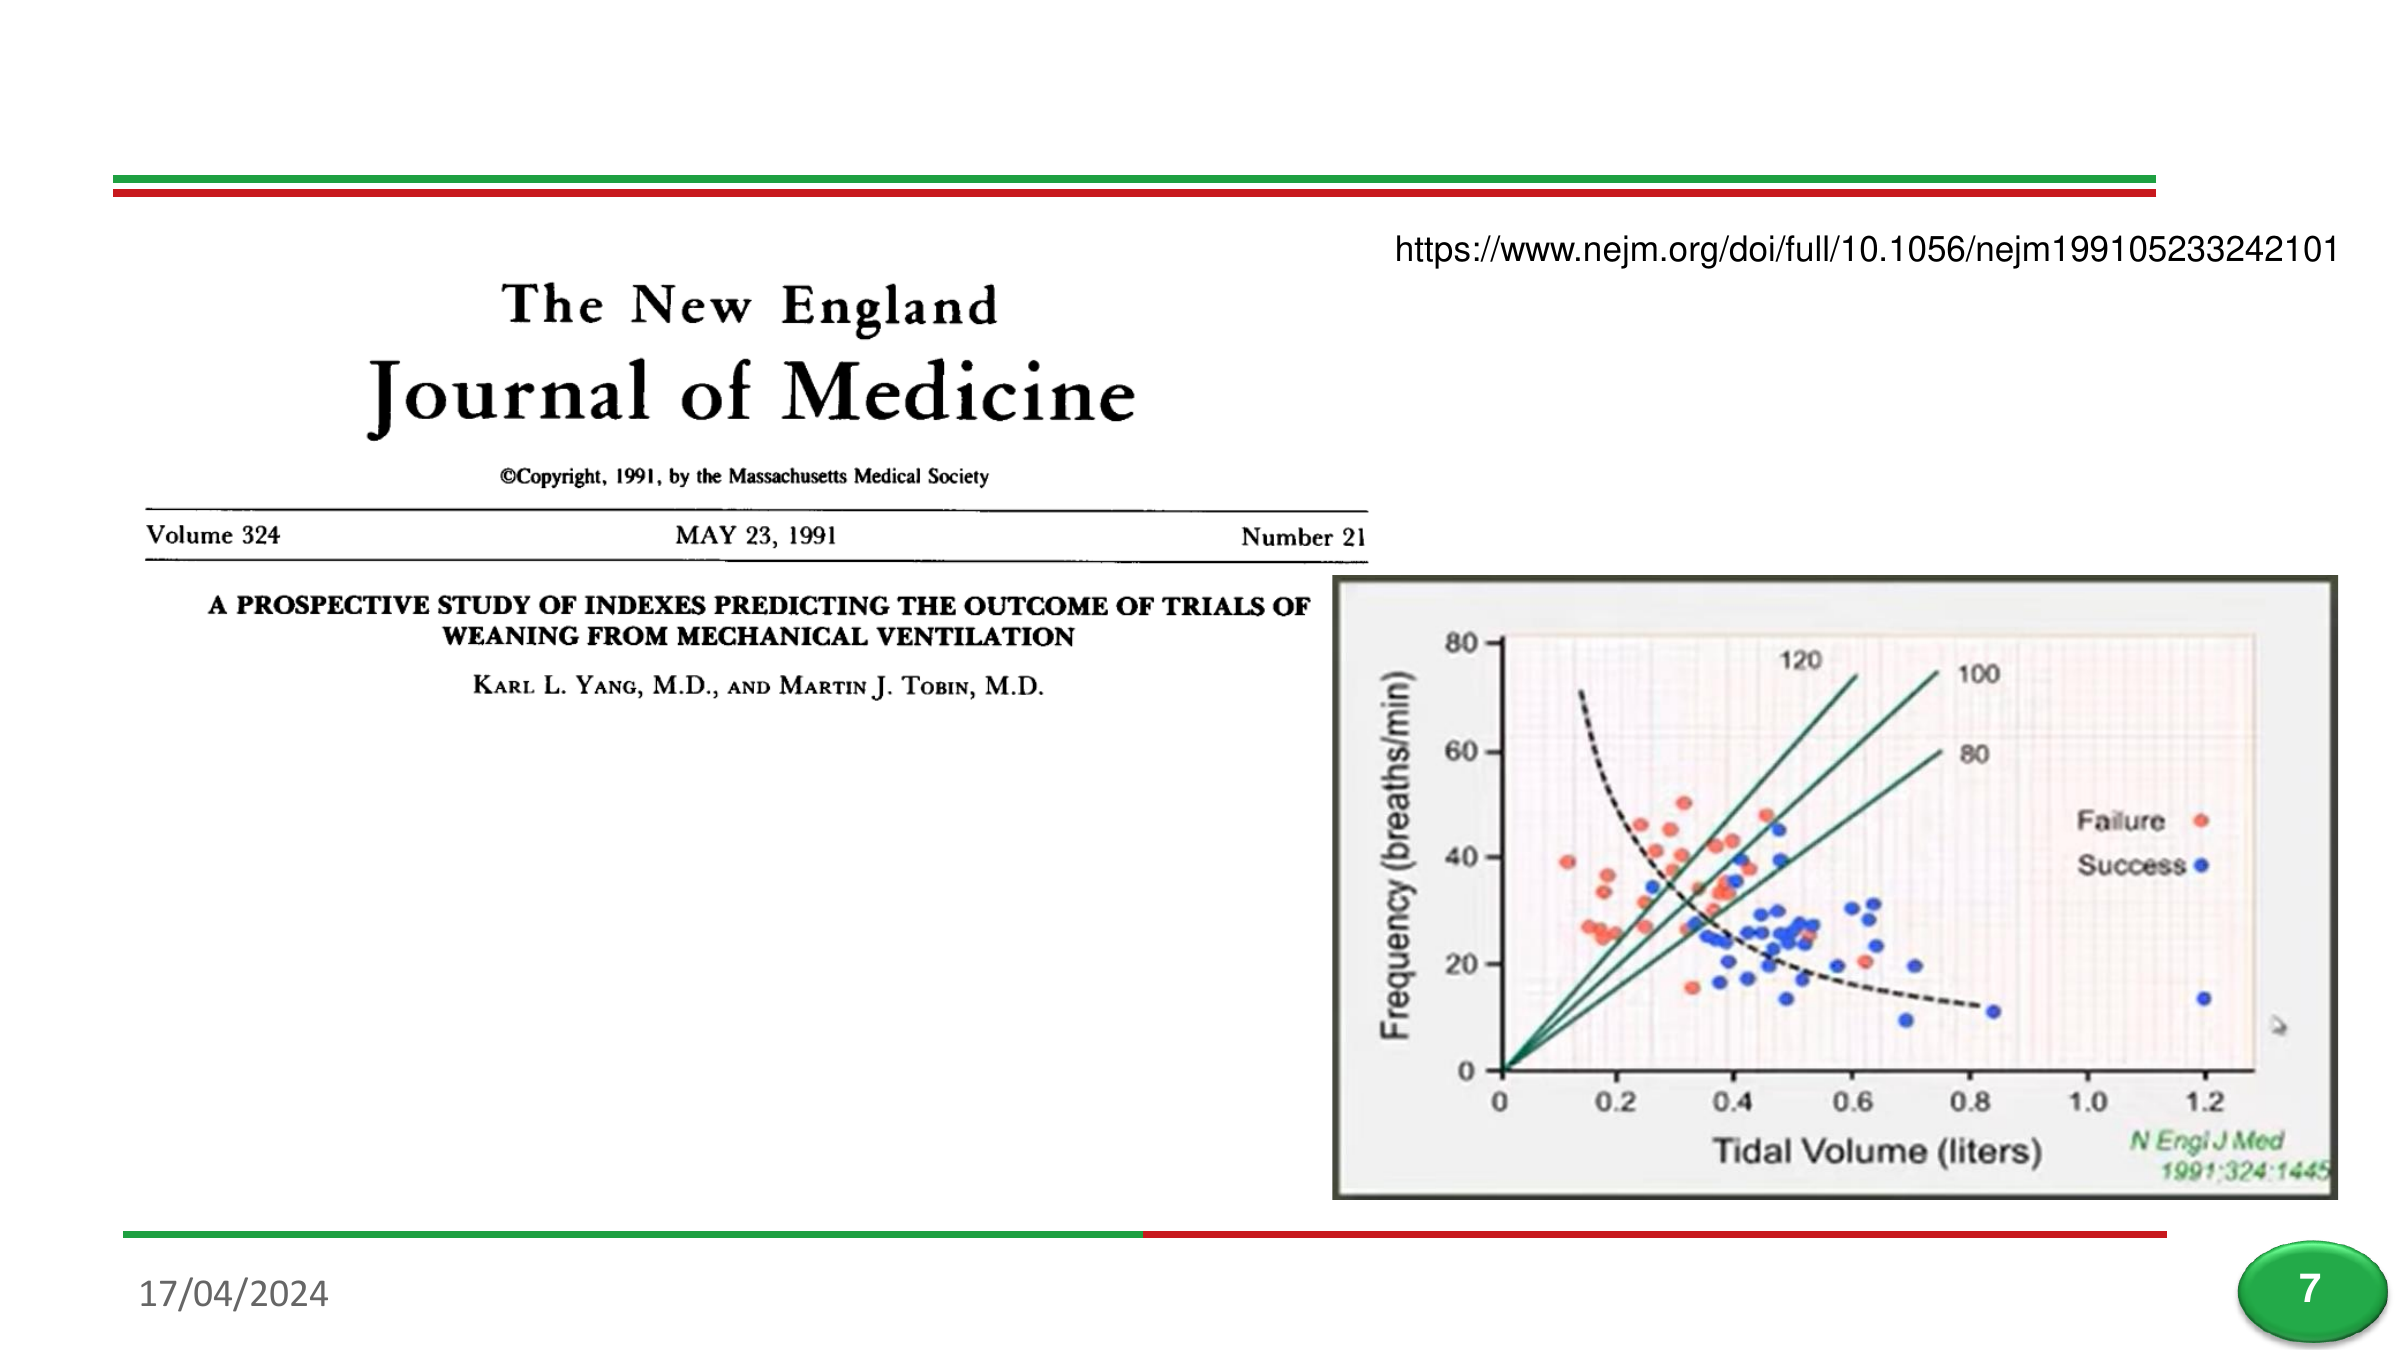 https://www.nejm.org/doi/full/10.1056/nejm199105233242101
The New England
Journal of Medicine
©Copyright, 1991, by the Massachusetts Medical Society
Volume 324 MAY 23, 1991 Number 21
A PROSPECTIVE STUDY OF INDEXES PREDICTING THE OUTCOME OF TRIALS OF
WEANING FROM MECHANICAL VENTILATION
KARL L. YANG, M.D., AND MARTIN J. TOBIN, M.D.
Frequency (breaths/min)
80
60
40
20
0
120
100
80
Failure
Success
0 0.2 0.4 0.6 0.8 1.0 1.2
Tidal Volume (liters)
N Engl J Med
1991;324:1445
17/04/2024
7